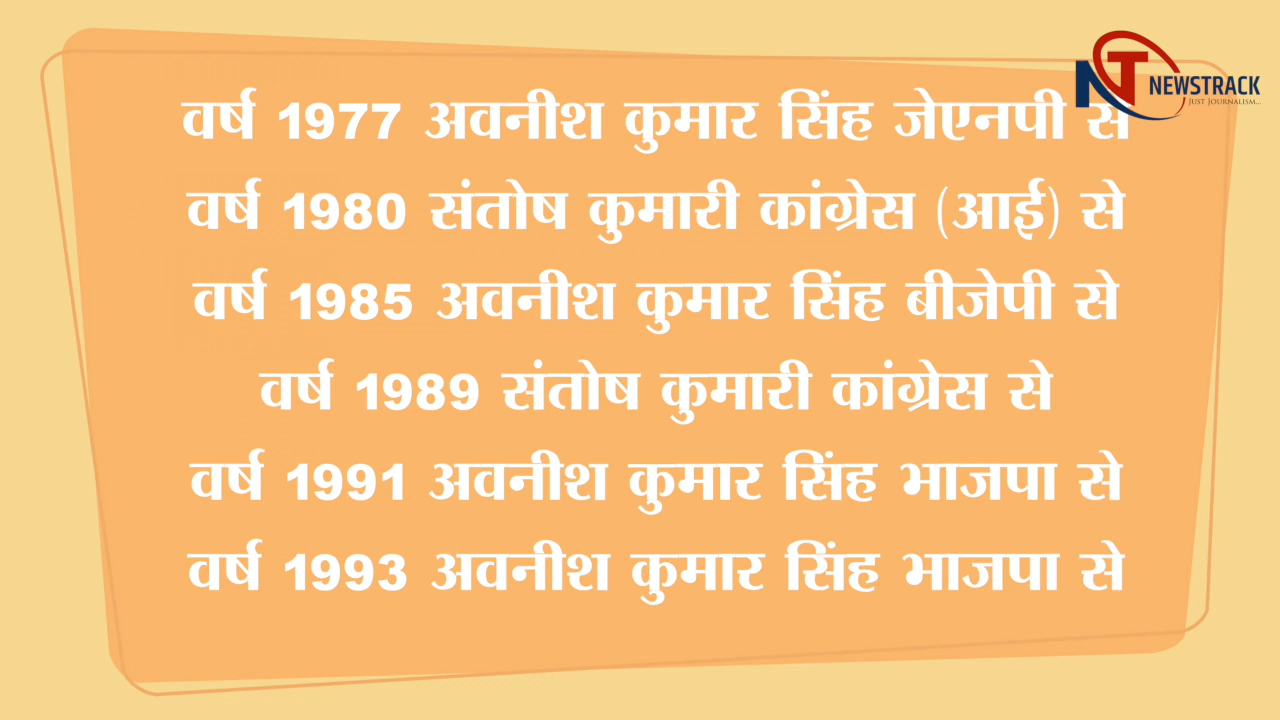 वर्ष 1977 अवनीश कुमार सिंह जेएनपी से
वर्ष 1980 संतोष कुमारी कांग्रेस (आई) से
वर्ष 1985 अवनीश कुमार सिंह बीजेपी से
वर्ष 1989 संतोष कुमारी कांग्रेस से
वर्ष 1991 अवनीश कुमार सिंह भाजपा से
वर्ष 1993 अवनीश कुमार सिंह भाजपा से
NT NEWSTRACK
JUST JOURNALISM...